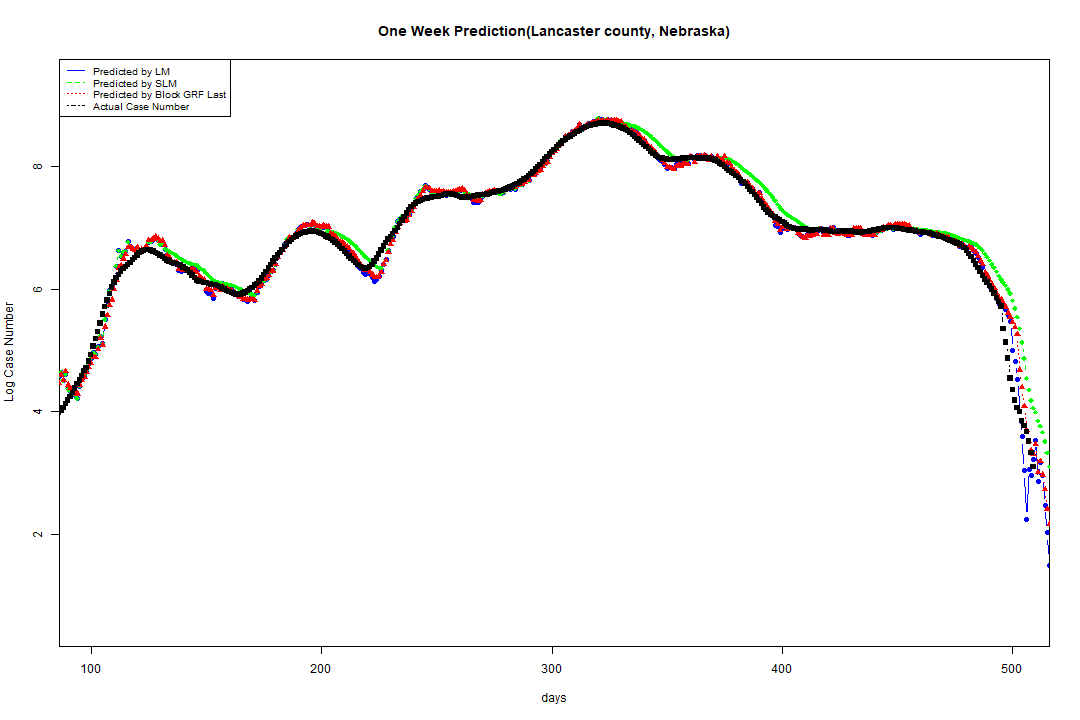 One Week Prediction(Lancaster county, Nebraska)
Predicted by LM
Predicted by SLM
Predicted by Block GRF Last
Actual Case Number
8
6
4
2
Log Case Number
100 200 300 400 500
days